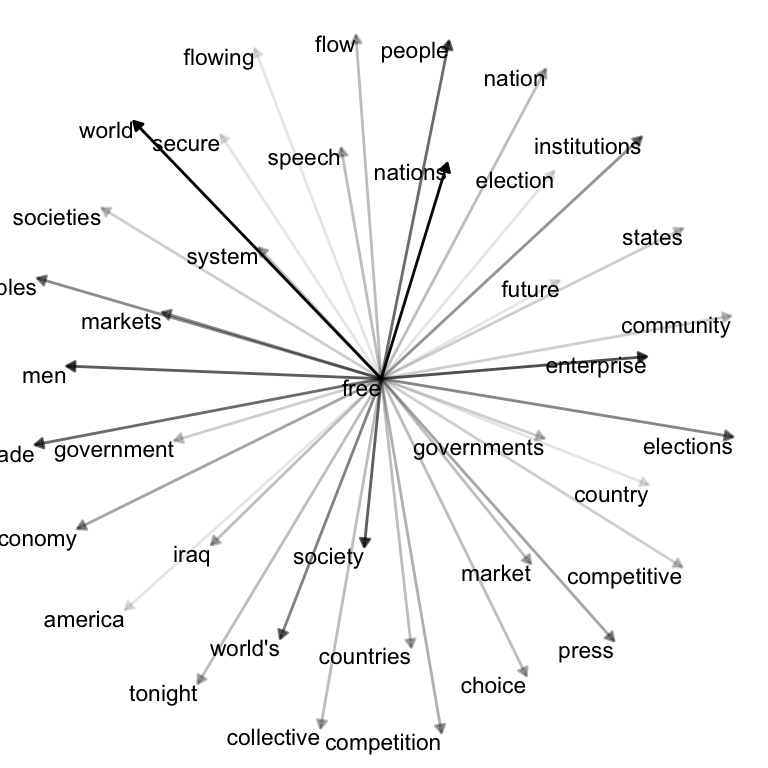 flow
people
flowing
nation
world
secure
institutions
speech
nations
election
societies
states
system
oles
future
markets
community
enterprise
men
free
elections
governments
government
ade
country
conomy
iraq
society
market
competitive
america
world's
press
countries
choice
tonight
collective
competition